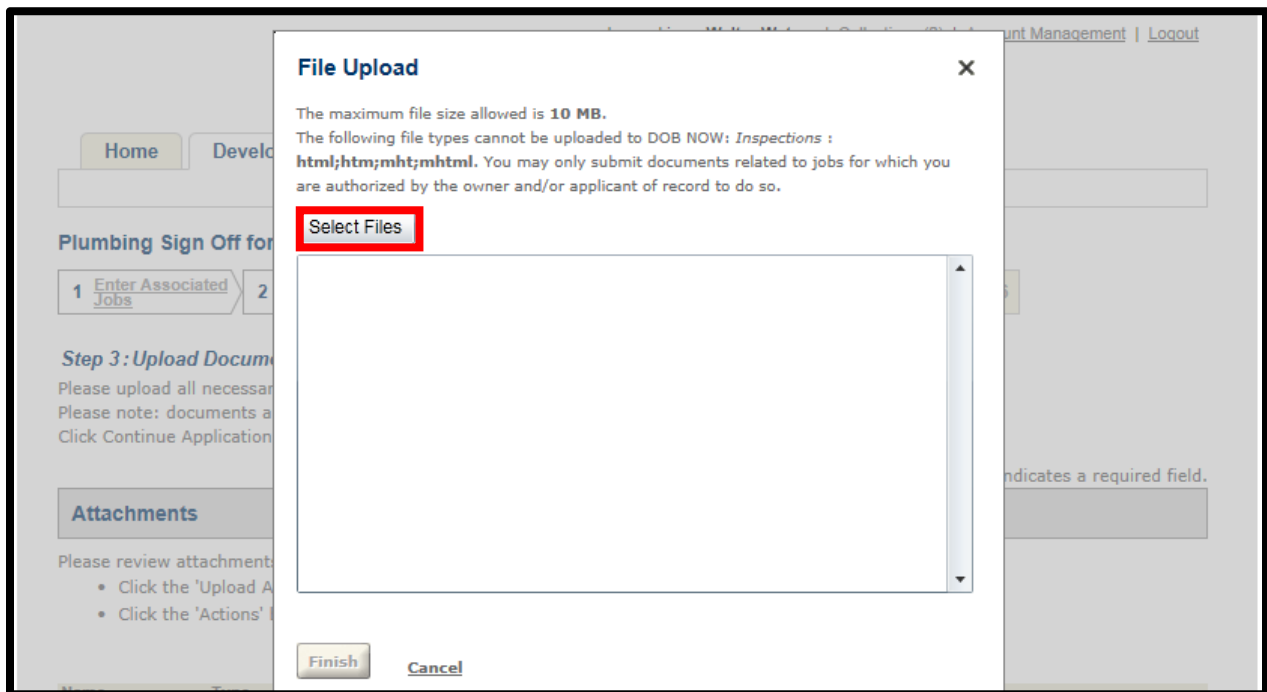 unt Management | Logout
File Upload
The maximum file size allowed is 10 MB.
The following file types cannot be uploaded to DOB NOW: Inspections :
html;htm;mht;mhtml. You may only submit documents related to jobs for which you
are authorized by the owner and/or applicant of record to do so.
Select Files
Finish
Cancel
Home
Develo
Plumbing Sign Off for
1 Enter Associated
Jobs
2
Step 3:Upload Docum
Please upload all necessar
Please note: documents a
Click Continue Application
ndicates a required field.
Attachments
Please review attachment
• Click the 'Upload A
• Click the 'Actions'